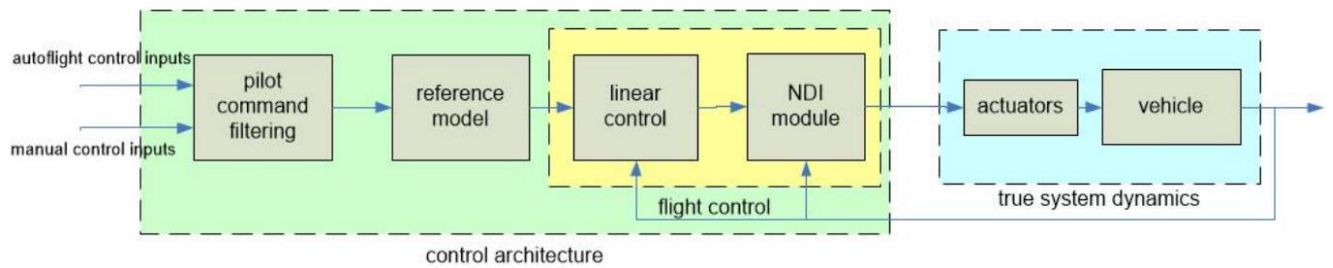 autoflight control inputs
manual control inputs
pilot
command
filtering
reference
model
linear
control
NDI
module
flight control
control architecture
actuators
vehicle
true system dynamics